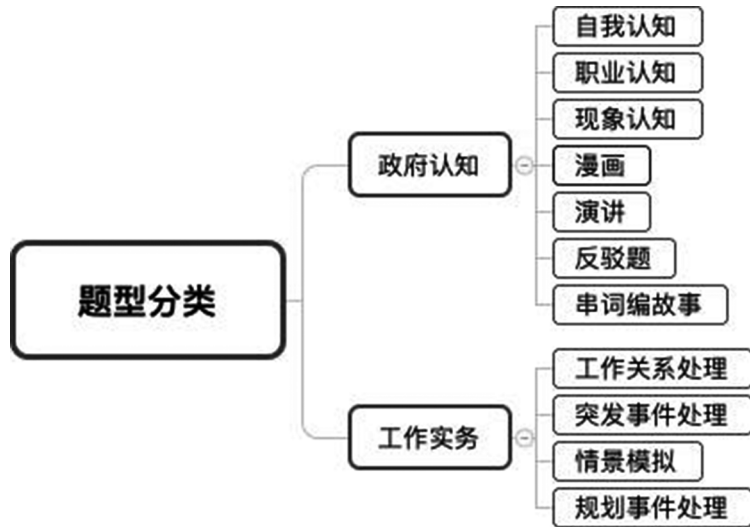 题型分类
政府认知
自我认知
职业认知
现象认知
漫画
演讲
反驳题
串词编故事
工作实务
工作关系处理
突发事件处理
情景模拟
规划事件处理